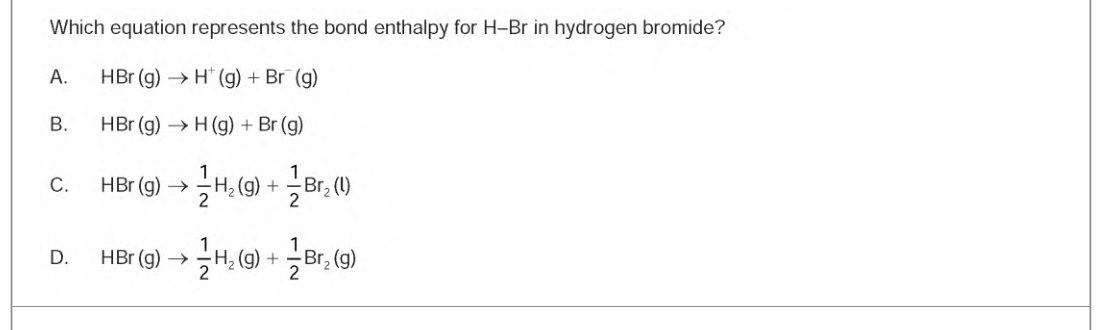 Which equation represents the bond enthalpy for H–Br in hydrogen bromide?
A. HBr (g) → H⁺ (g) + Br⁻ (g)
B. HBr (g) → H (g) + Br (g)
C. HBr (g) → 1/2 H₂ (g) + 1/2 Br₂ (l)
D. HBr (g) → 1/2 H₂ (g) + 1/2 Br₂ (g)